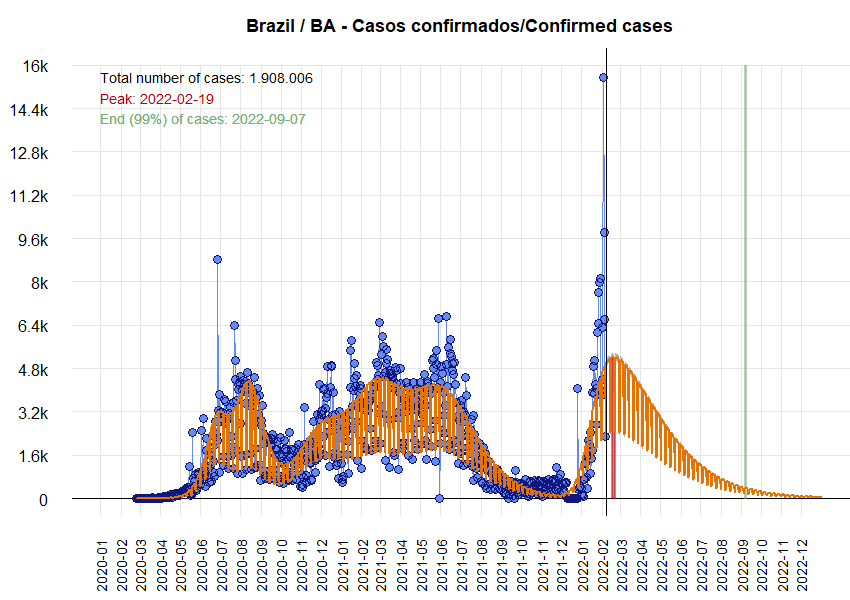 Brazil / BA - Casos confirmados/Confirmed cases
16k
14.4k
12.8k
11.2k
9.6k
8k
6.4k
4.8k
3.2k
1.6k
0
Total number of cases: 1.908.006
Peak: 2022-02-19
End (99%) of cases: 2022-09-07
2020-01
2020-02
2020-03
2020-04
2020-05
2020-06
2020-07
2020-08
2020-09
2020-10
2020-11
2020-12
2021-01
2021-02
2021-03
2021-04
2021-05
2021-06
2021-07
2021-08
2021-09
2021-10
2021-11
2021-12
2022-01
2022-02
2022-03
2022-04
2022-05
2022-06
2022-07
2022-08
2022-09
2022-10
2022-11
2022-12